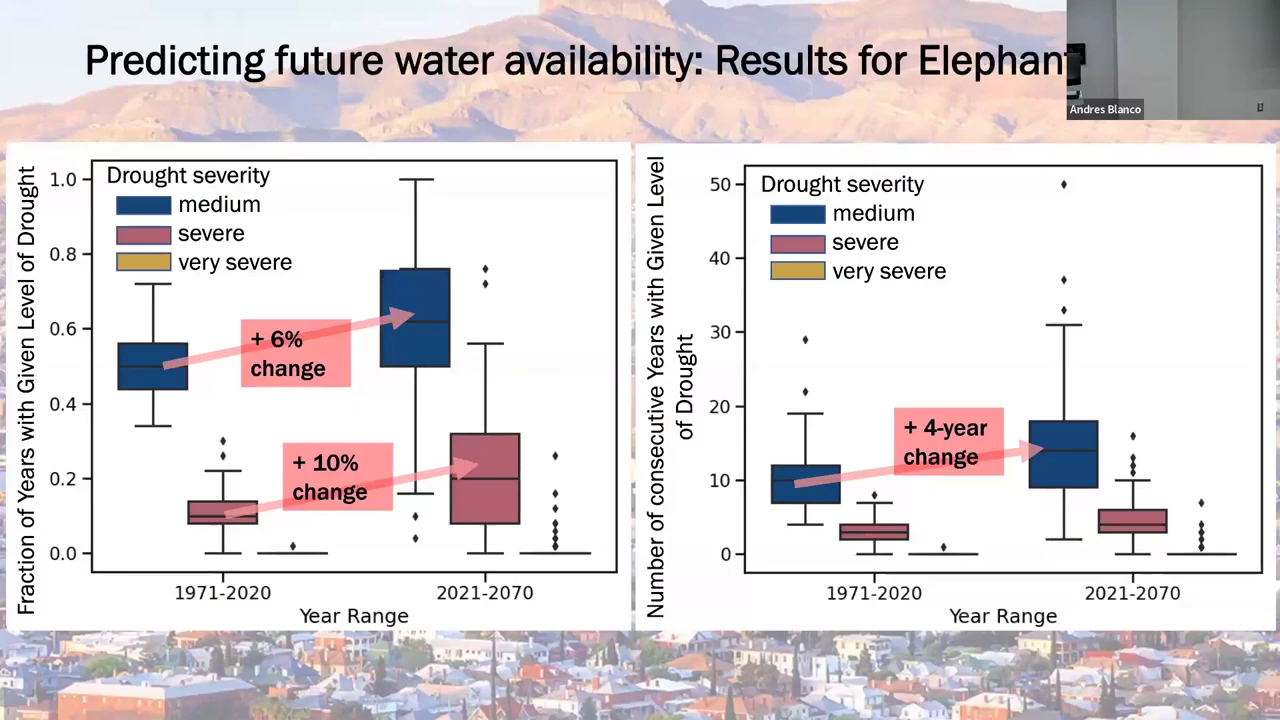 Predicting future water availability: Results for Elephant
Andres Blanco
Fraction of Years with Given Level of Drought
1.0
0.8
0.6
0.4
0.2
0.0
Drought severity
medium
severe
very severe
+ 6%
change
+ 10%
change
1971-2020
2021-2070
Year Range
Number of consecutive Years with Given Level
of Drought
50
40
30
20
10
0
Drought severity
medium
severe
very severe
+ 4-year
change
1971-2020
2021-2070
Year Range